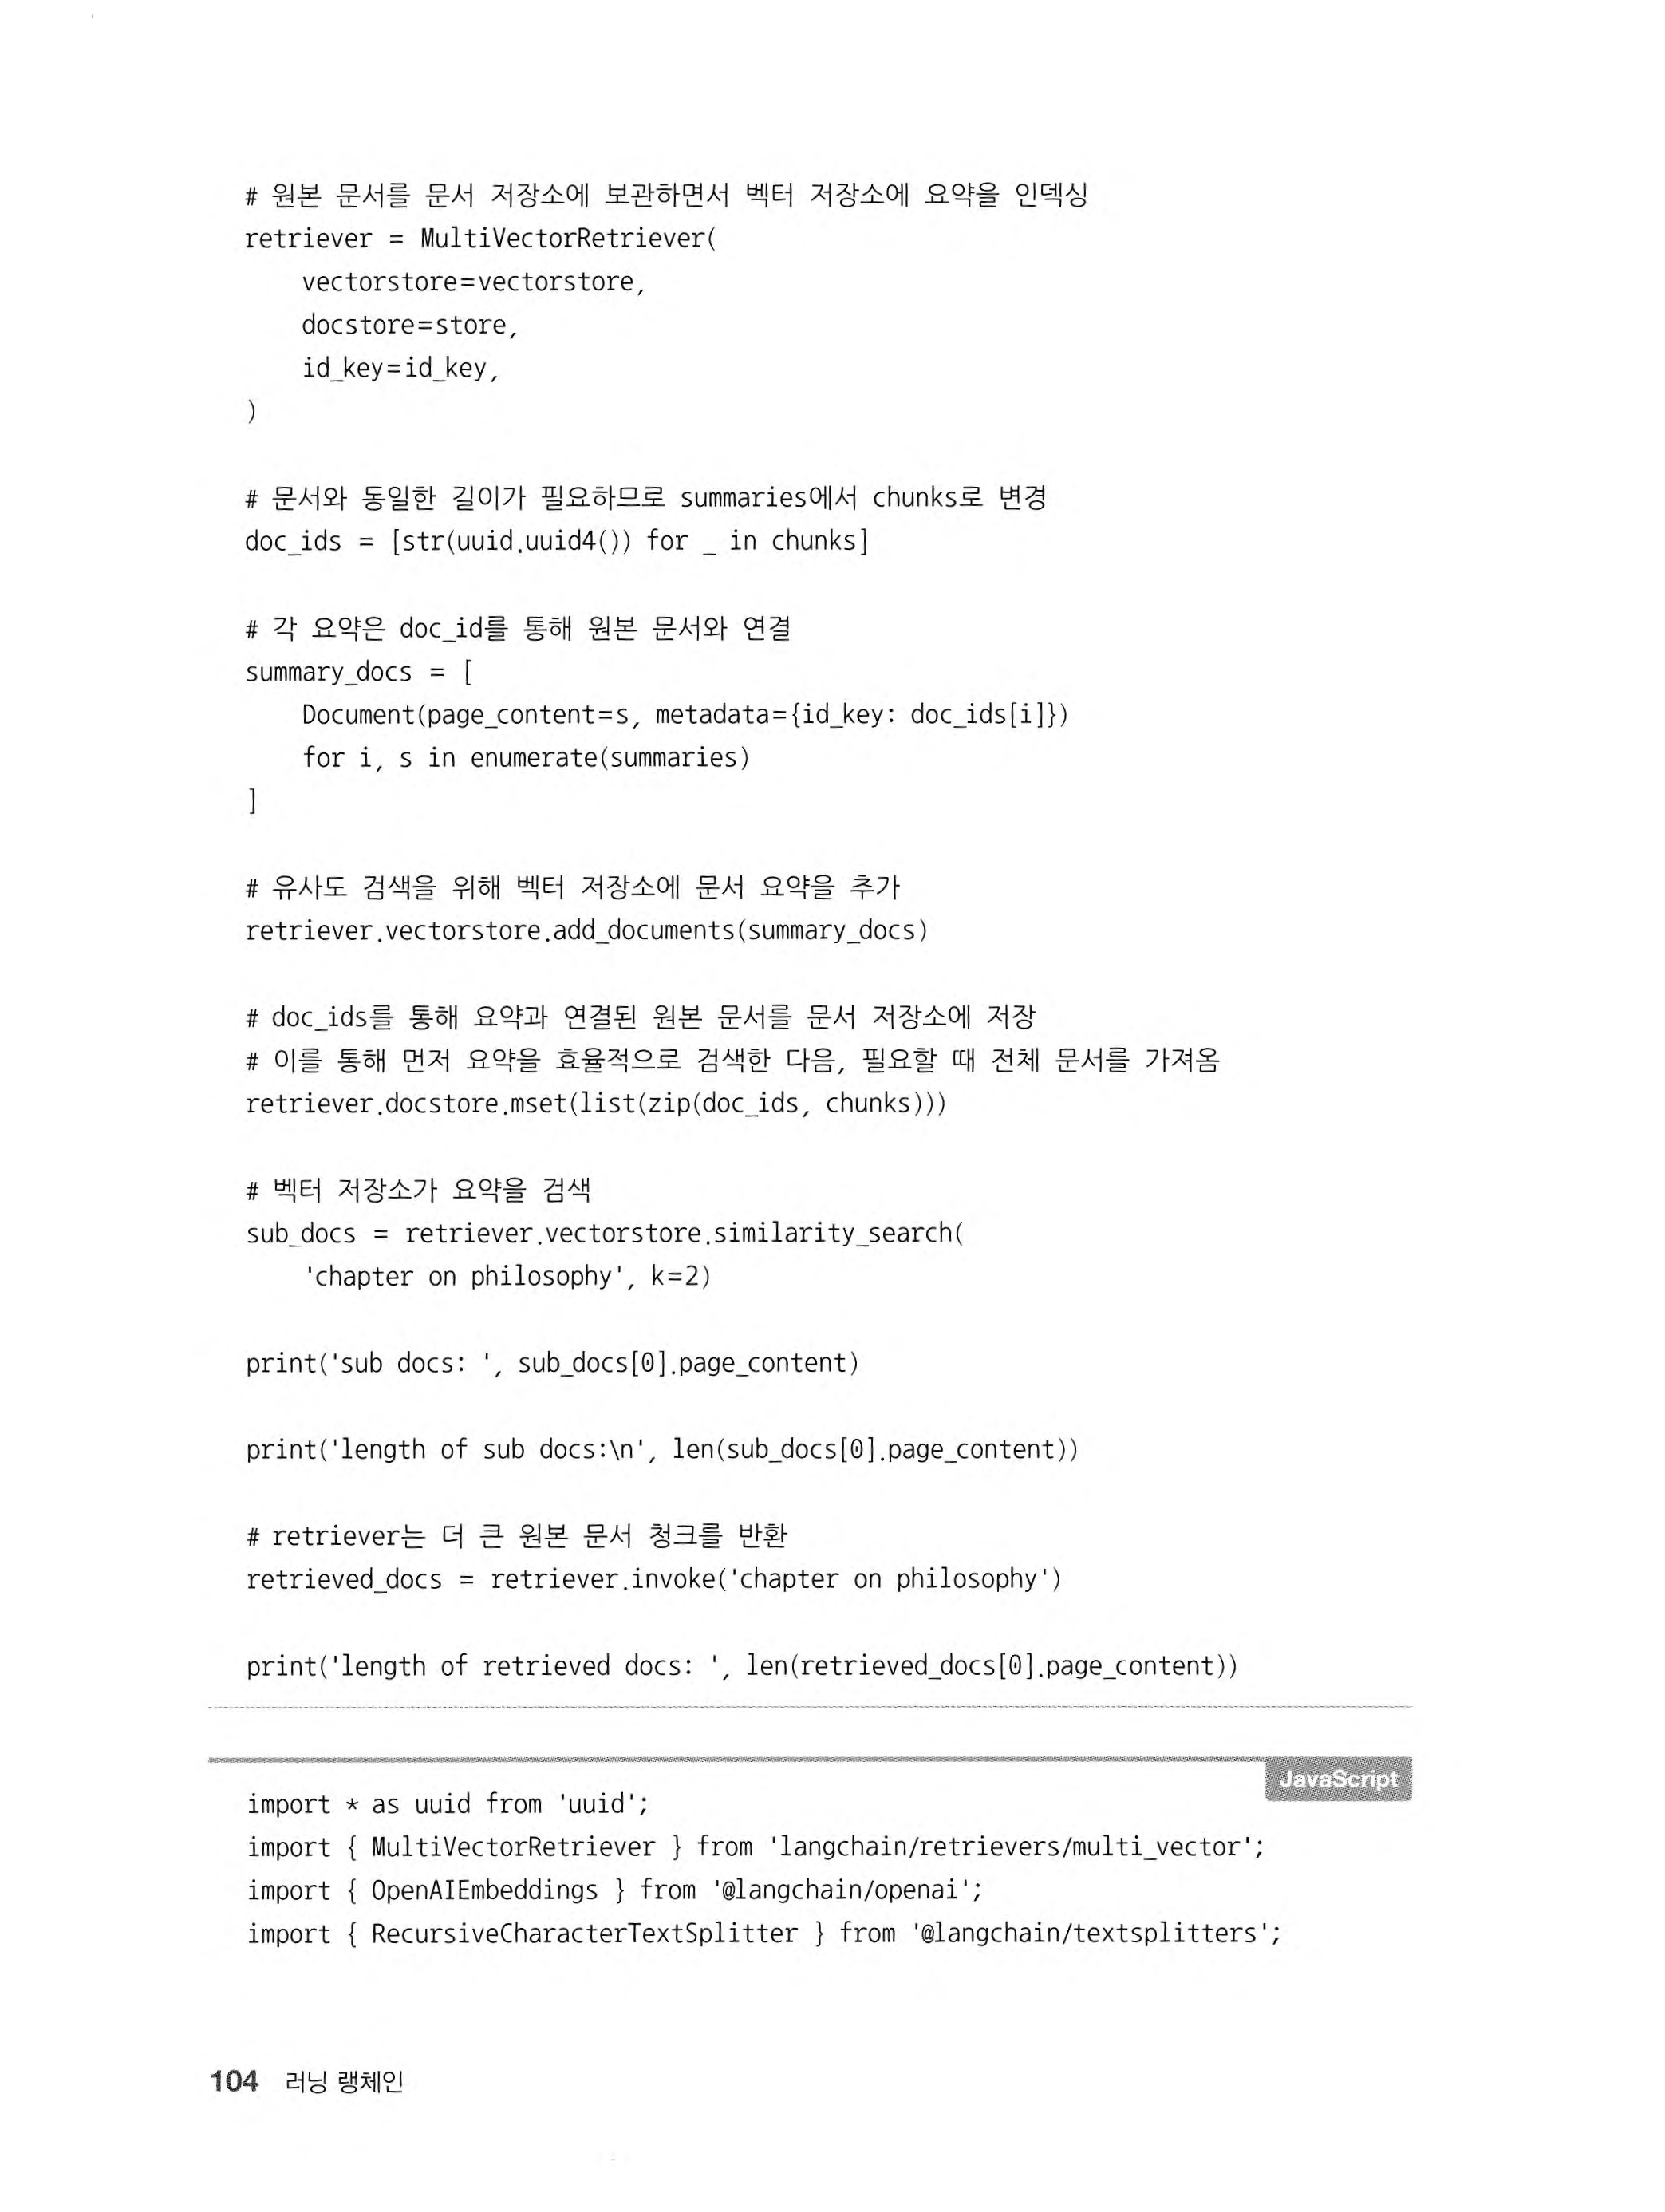 # 원본 문서를 문서 저장소에 보관하면서 벡터 저장소에 요약을 인덱싱
retriever = MultiVectorRetriever(
    vectorstore=vectorstore,
    docstore=store,
    id_key=id_key,
)

# 문서와 동일한 길이가 필요하므로 summaries에서 chunks로 변경
doc_ids = [str(uuid.uuid4()) for _ in chunks]

# 각 요약은 doc_id를 통해 원본 문서와 연결
summary_docs = [
    Document(page_content=s, metadata={id_key: doc_ids[i]})
    for i, s in enumerate(summaries)
]

# 유사도 검색을 위해 벡터 저장소에 문서 요약을 추가
retriever.vectorstore.add_documents(summary_docs)

# doc_ids를 통해 요약과 연결된 원본 문서를 문서 저장소에 저장
# 이를 통해 먼저 요약을 효율적으로 검색한 다음, 필요할 때 전체 문서를 가져옴
retriever.docstore.mset(list(zip(doc_ids, chunks)))

# 벡터 저장소가 요약을 검색
sub_docs = retriever.vectorstore.similarity_search(
    'chapter on philosophy', k=2)

print('sub docs: ', sub_docs[0].page_content)

print('length of sub docs:\n', len(sub_docs[0].page_content))

# retriever는 더 큰 원본 문서 청크를 반환
retrieved_docs = retriever.invoke('chapter on philosophy')

print('length of retrieved docs: ', len(retrieved_docs[0].page_content))

JavaScript
import * as uuid from 'uuid';
import { MultiVectorRetriever } from 'langchain/retrievers/multi_vector';
import { OpenAIEmbeddings } from '@langchain/openai';
import { RecursiveCharacterTextSplitter } from '@langchain/textsplitters';

104 러닝 랭체인